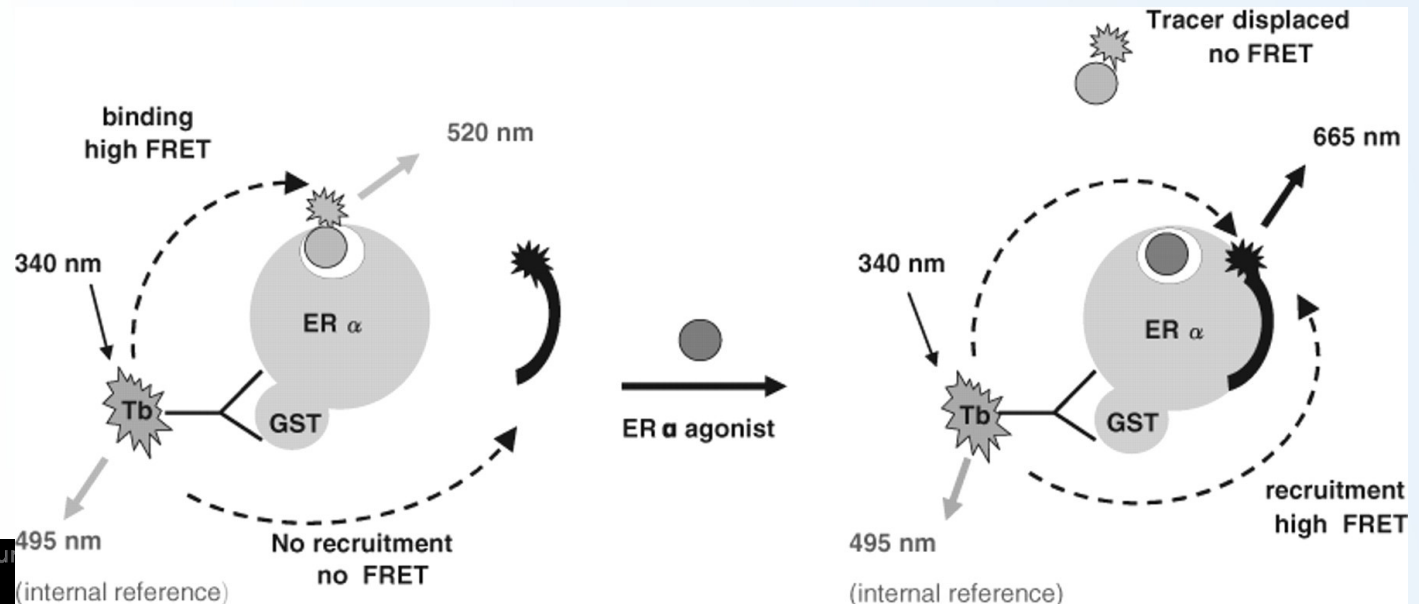 binding
high FRET
520 nm
340 nm
ER α
Tb
GST
495 nm
(internal reference)
No recruitment
no FRET
ER α agonist
Tracer displaced
no FRET
665 nm
340 nm
ER α
Tb
GST
495 nm
(internal reference)
recruitment
high FRET